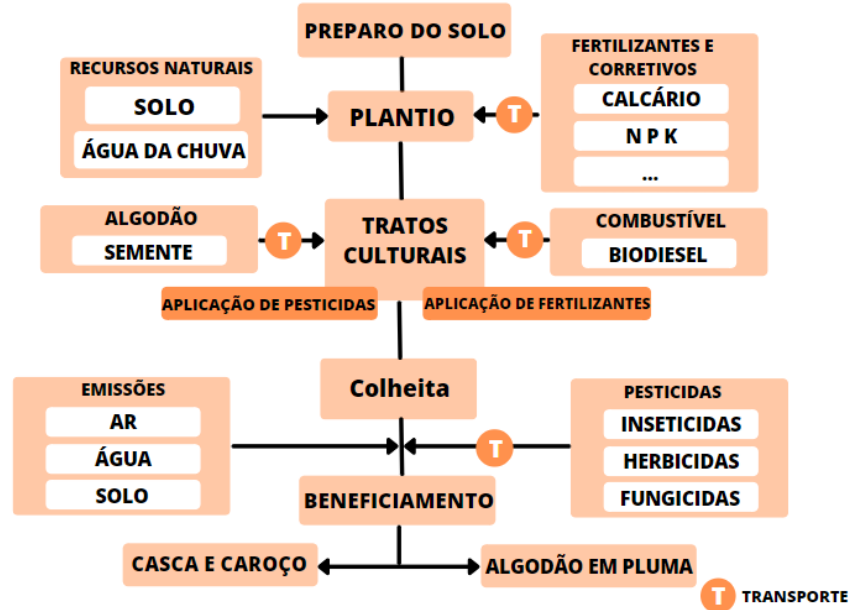 PREPARO DO SOLO
RECURSOS NATURAIS
SOLO
ÁGUA DA CHUVA
PLANTIO
T
FERTILIZANTES E
CORRETIVOS
CALCÁRIO
N P K
...
ALGODÃO
SEMENTE
T
TRATOS
CULTURAIS
T
COMBUSTÍVEL
BIODIESEL
APLICAÇÃO DE PESTICIDAS
APLICAÇÃO DE FERTILIZANTES
Colheita
EMISSÕES
AR
ÁGUA
SOLO
T
PESTICIDAS
INSETICIDAS
HERBICIDAS
FUNGICIDAS
BENEFICIAMENTO
CASCA E CAROÇO
ALGODÃO EM PLUMA
T TRANSPORTE